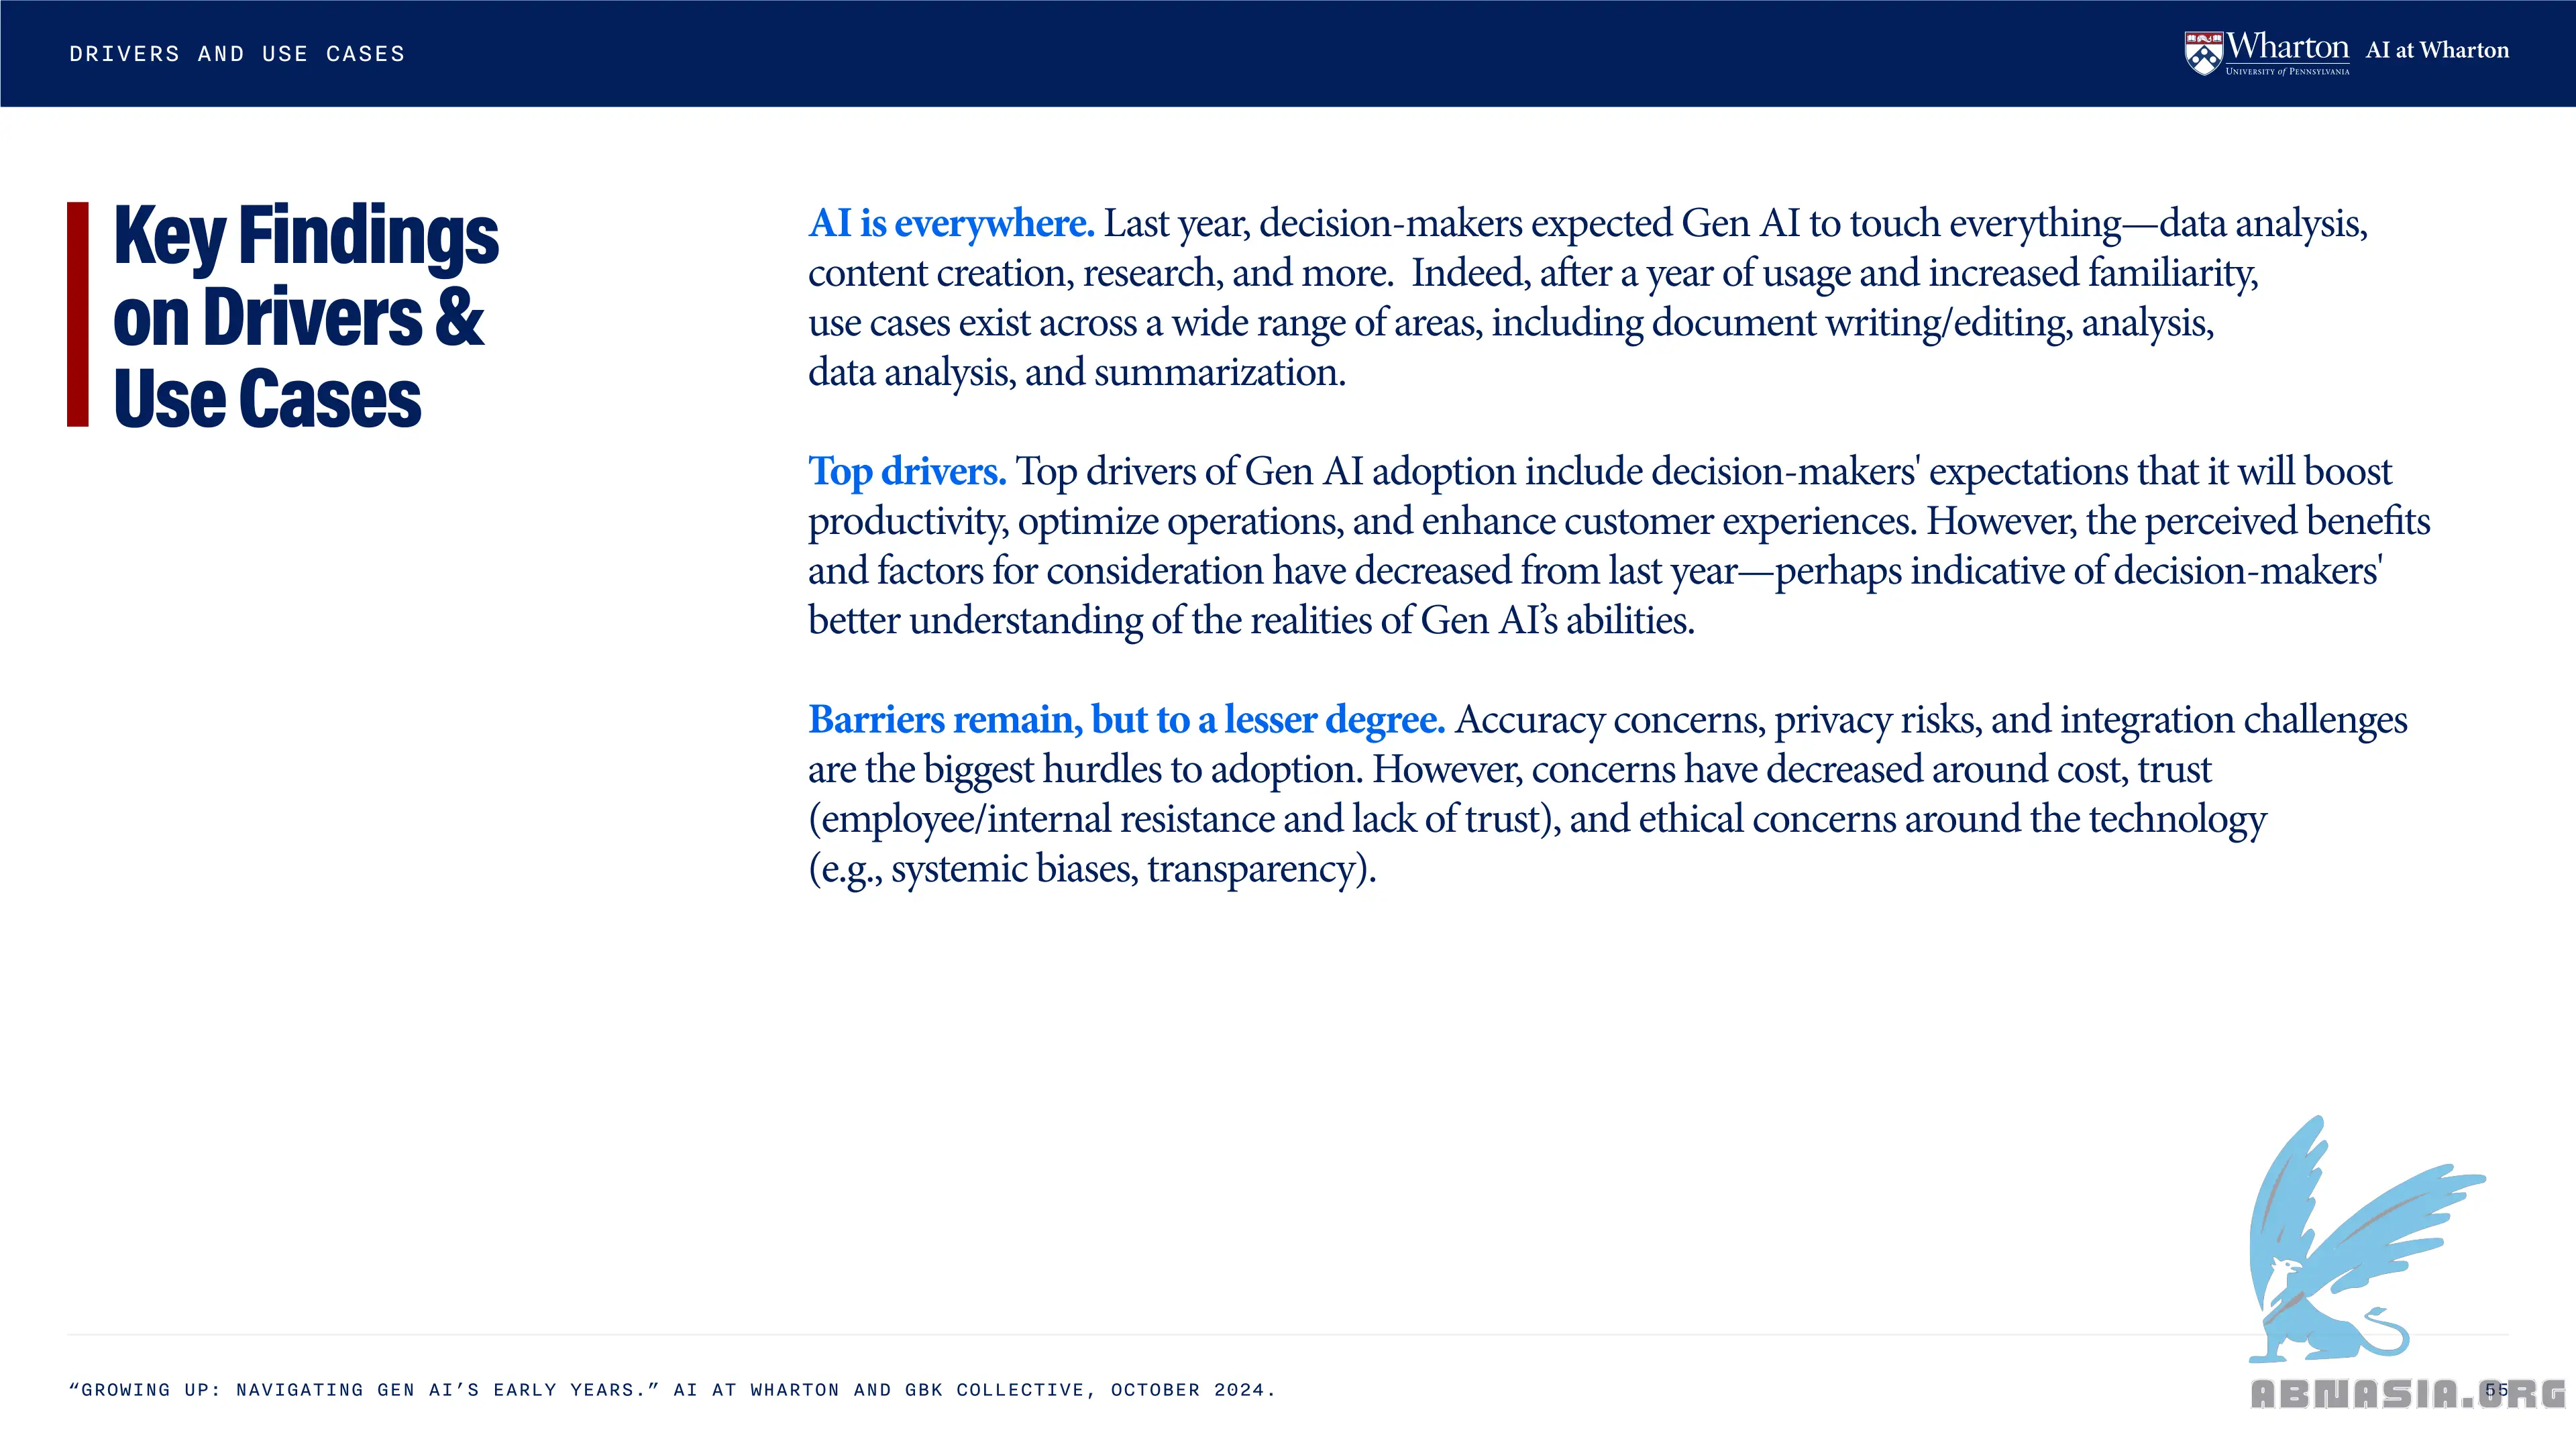 DRIVERS AND USE CASES
Wharton
UNIVERSITY of PENNSYLVANIA
AI at Wharton
Key Findings
on Drivers &
Use Cases
AI is everywhere. Last year, decision-makers expected Gen AI to touch everything—data analysis,
content creation, research, and more.  Indeed, after a year of usage and increased familiarity,
use cases exist across a wide range of areas, including document writing/editing, analysis,
data analysis, and summarization.
Top drivers. Top drivers of Gen AI adoption include decision-makers' expectations that it will boost
productivity, optimize operations, and enhance customer experiences. However, the perceived benefits
and factors for consideration have decreased from last year—perhaps indicative of decision-makers'
better understanding of the realities of Gen AI’s abilities.
Barriers remain, but to a lesser degree. Accuracy concerns, privacy risks, and integration challenges
are the biggest hurdles to adoption. However, concerns have decreased around cost, trust
(employee/internal resistance and lack of trust), and ethical concerns around the technology
(e.g., systemic biases, transparency).
“GROWING UP: NAVIGATING GEN AI’S EARLY YEARS.” AI AT WHARTON AND GBK COLLECTIVE, OCTOBER 2024.
55
ABNASIA.ORG